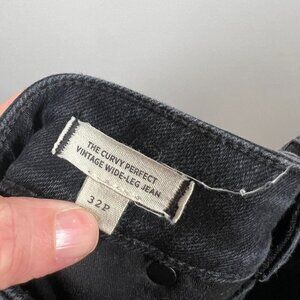 THE CURVY PERFECT
VINTAGE WIDE-LEG JEAN
32P